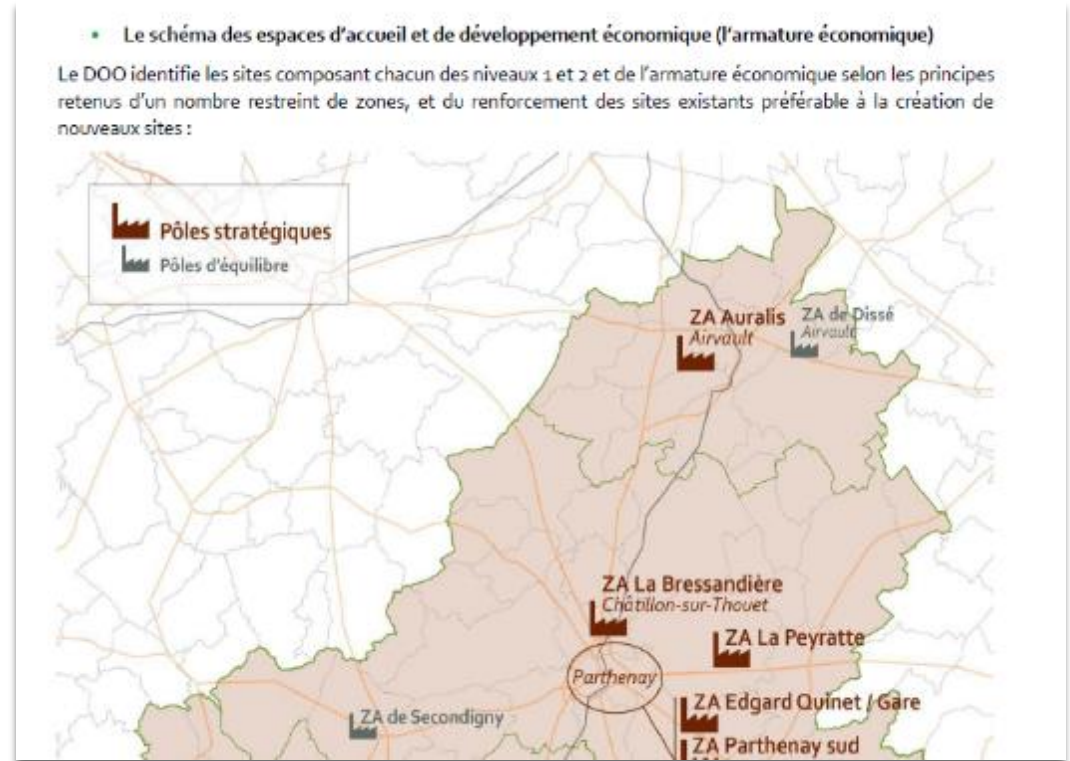 • Le schéma des espaces d'accueil et de développement économique (l'armature économique)
Le DOO identifie les sites composant chacun des niveaux 1 et 2 et de l'armature économique selon les principes
retenus d'un nombre restreint de zones, et du renforcement des sites existants préférable à la création de
nouveaux sites :
Pôles stratégiques
Pôles d'équilibre
ZA Auralis
Airvault
ZA de Dissé
Airvault
ZA La Bressandière
Châtillon-sur-Thouet
ZA La Peyratte
Parthenay
ZA Edgard Quinet / Gare
ZA de Secondigny
ZA Parthenay sud